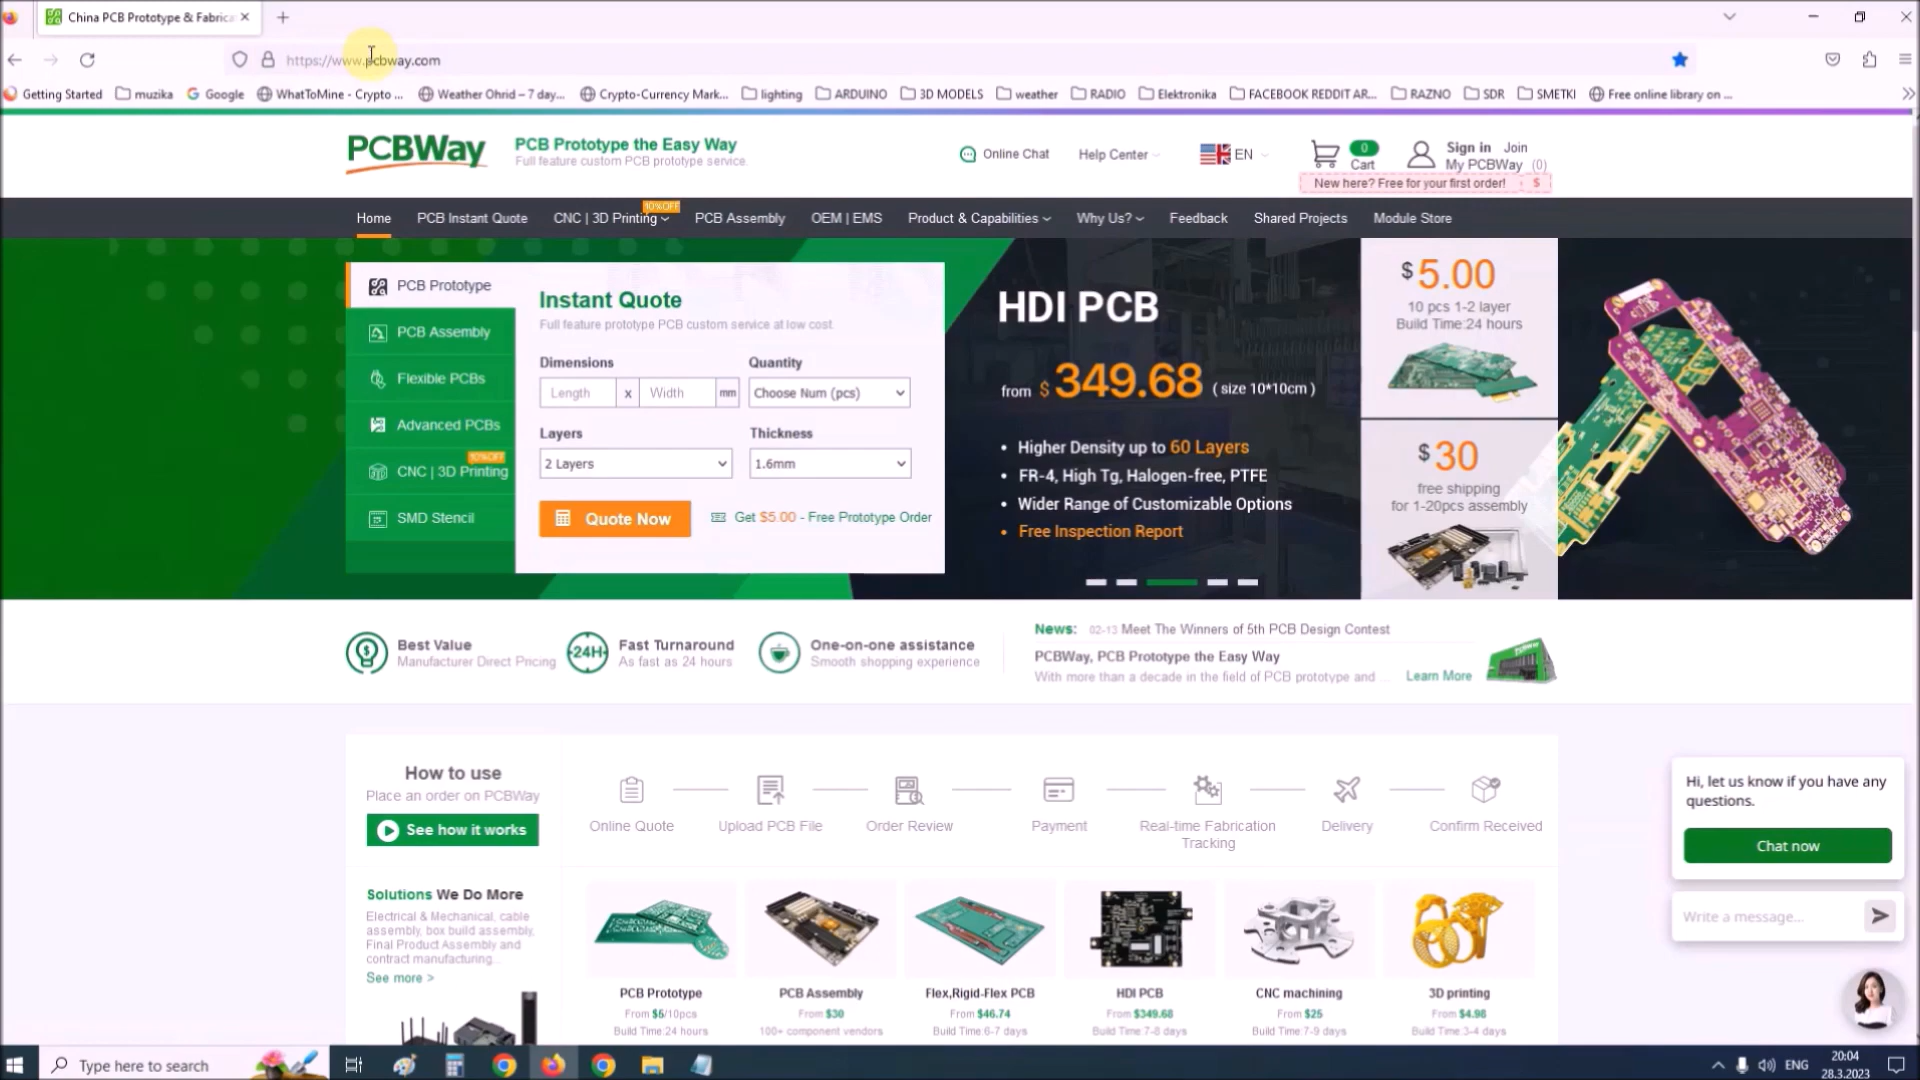 China PCB Prototype & Fabrica
https://www.pcbway.com
Getting Started
muzika
Google
WhatToMine - Crypto ...
Weather Ohrid – 7 day...
Crypto-Currency Mark...
lighting
ARDUINO
3D MODELS
weather
RADIO
Elektronika
FACEBOOK REDDIT AR...
RAZNO
SDR
SMETKI
Free online library on ...
PCBWay
PCB Prototype the Easy Way
Full feature custom PCB prototype service.
Online Chat
Help Center
EN
0
Cart
Sign in Join
My PCBWay (0)
New here? Free for your first order! $
Home
PCB Instant Quote
CNC | 3D Printing
10%OFF
PCB Assembly
OEM | EMS
Product & Capabilities
Why Us?
Feedback
Shared Projects
Module Store
PCB Prototype
PCB Assembly
Flexible PCBs
Advanced PCBs
10%OFF
CNC | 3D Printing
SMD Stencil
Instant Quote
Full feature prototype PCB custom service at low cost.
Dimensions
Quantity
Length x Width mm
Choose Num (pcs)
Layers
Thickness
2 Layers
1.6mm
Quote Now
Get $5.00 - Free Prototype Order
HDI PCB
from $ 349.68 ( size 10*10cm )
• Higher Density up to 60 Layers
• FR-4, High Tg, Halogen-free, PTFE
• Wider Range of Customizable Options
• Free Inspection Report
$ 5.00
10 pcs 1-2 layer
Build Time:24 hours
$ 30
free shipping
for 1-20pcs assembly
Best Value
Manufacturer Direct Pricing
24H
Fast Turnaround
As fast as 24 hours
One-on-one assistance
Smooth shopping experience
News: 02-13 Meet The Winners of 5th PCB Design Contest
PCBWay, PCB Prototype the Easy Way
With more than a decade in the field of PCB prototype and ...
Learn More
How to use
Place an order on PCBWay
See how it works
Online Quote
Upload PCB File
Order Review
Payment
Real-time Fabrication
Tracking
Delivery
Confirm Received
Solutions We Do More
Electrical & Mechanical, cable
assembly, box build assembly,
Final Product Assembly and
contract manufacturing...
See more >
PCB Prototype
From $5/10pcs
Build Time:24 hours
PCB Assembly
From $30
100+ component vendors
Flex,Rigid-Flex PCB
From $46.74
Build Time:6-7 days
HDI PCB
From $349.68
Build Time:7-8 days
CNC machining
From $25
Build Time:7-9 days
3D printing
From $4.98
Build Time:3-4 days
Hi, let us know if you have any
questions.
Chat now
Write a message...
Type here to search
ENG
20:04
28.3.2023